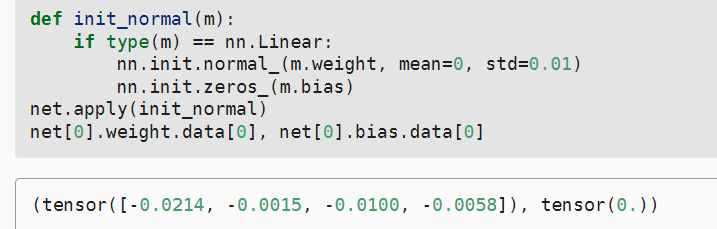 def init_normal(m):
    if type(m) == nn.Linear:
        nn.init.normal_(m.weight, mean=0, std=0.01)
        nn.init.zeros_(m.bias)
net.apply(init_normal)
net[0].weight.data[0], net[0].bias.data[0]
(tensor([-0.0214, -0.0015, -0.0100, -0.0058]), tensor(0.))